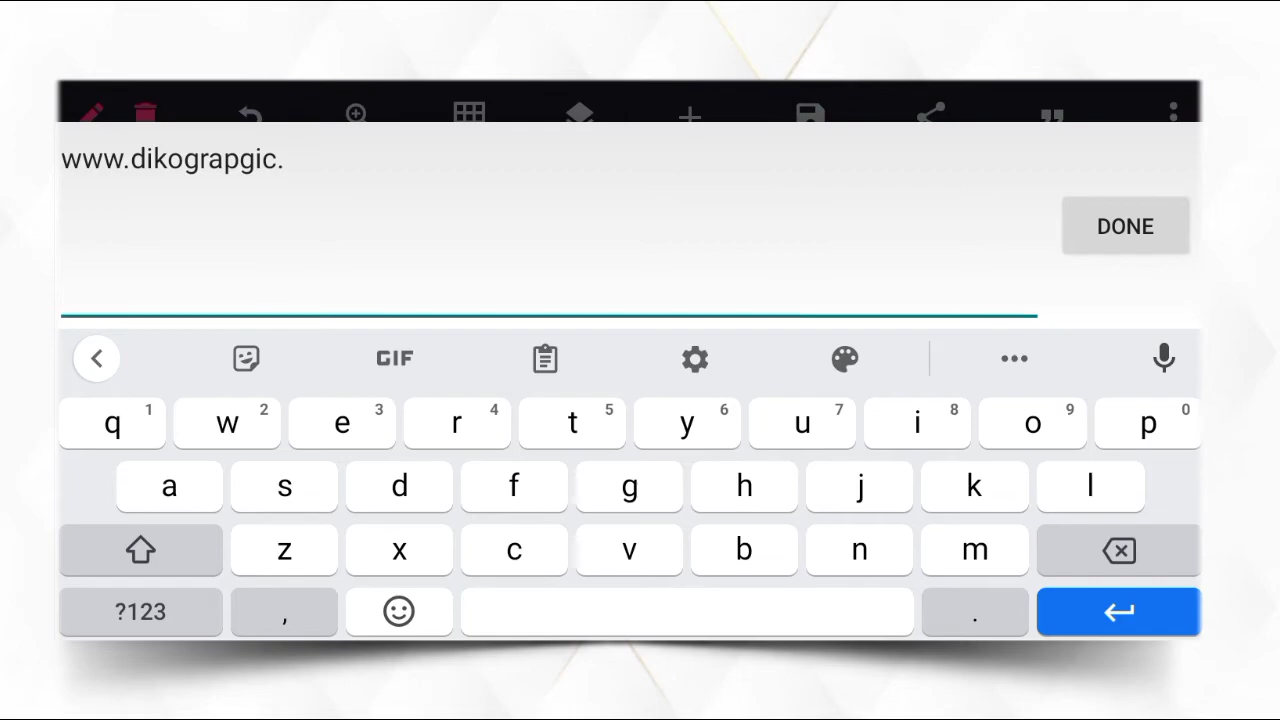 www.dikograpgic.
DONE
GIF
q 1 w 2 e 3 r 4 t 5 y 6 u 7 i 8 o 9 p 0
a s d f g h j k l
z x c v b n m
?123 , .